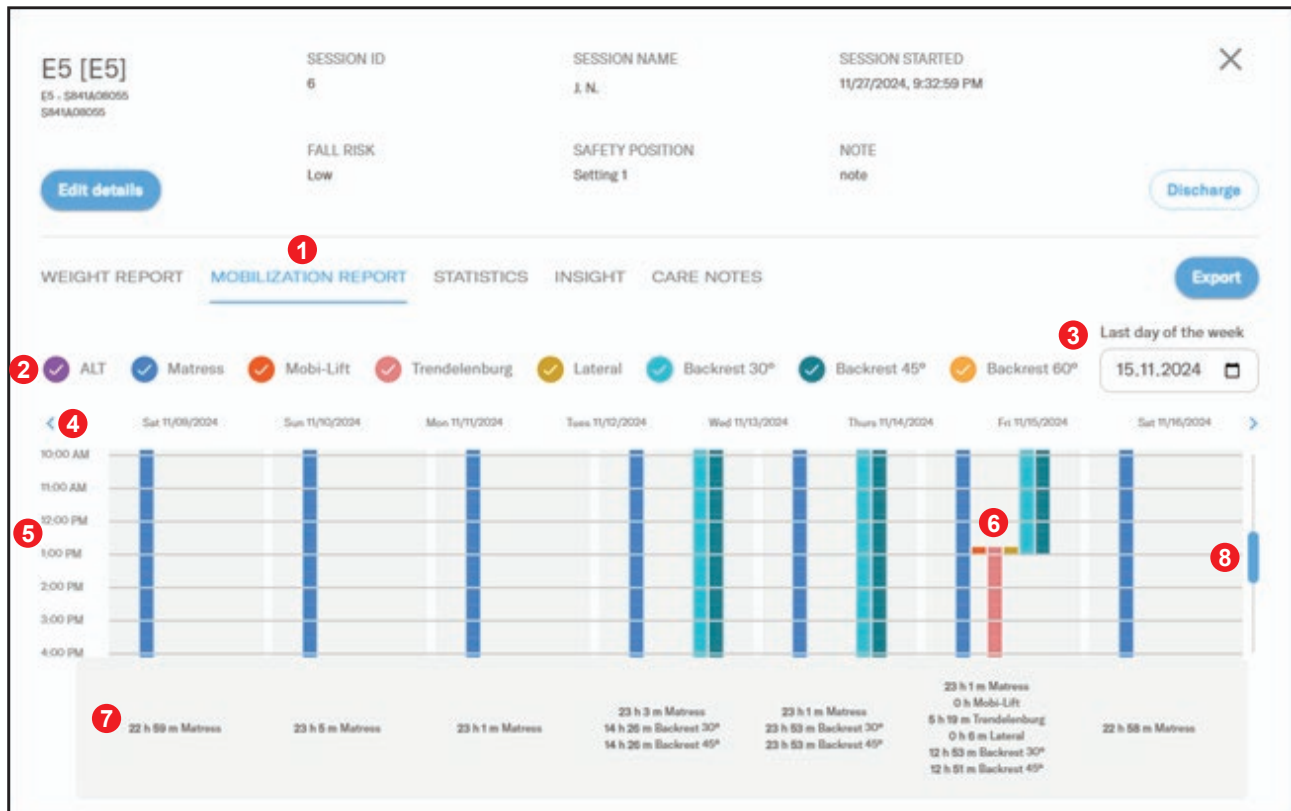 E5 [E5]
E5 - S841A08055
S841A08055
SESSION ID
6
SESSION NAME
J. N.
SESSION STARTED
11/27/2024, 9:32:59 PM
FALL RISK
Low
SAFETY POSITION
Setting 1
NOTE
note
Edit details
Discharge
1
WEIGHT REPORT MOBILIZATION REPORT STATISTICS INSIGHT CARE NOTES
Export
3 Last day of the week
15.11.2024
2 ALT Matress Mobi-Lift Trendelenburg Lateral Backrest 30° Backrest 45° Backrest 60°
4 Sat 11/09/2024 Sun 11/10/2024 Mon 11/11/2024 Tues 11/12/2024 Wed 11/13/2024 Thurs 11/14/2024 Fri 11/15/2024 Sat 11/16/2024
10:00 AM
11:00 AM
12:00 PM
5
6
1:00 PM
8
2:00 PM
3:00 PM
4:00 PM
7
22 h 59 m Matress
23 h 5 m Matress
23 h 1 m Matress
23 h 3 m Matress
14 h 26 m Backrest 30°
14 h 26 m Backrest 45°
23 h 1 m Matress
23 h 53 m Backrest 30°
23 h 53 m Backrest 45°
23 h 1 m Matress
0 h Mobi-Lift
5 h 19 m Trendelenburg
0 h 6 m Lateral
12 h 53 m Backrest 30°
12 h 51 m Backrest 45°
22 h 58 m Matress